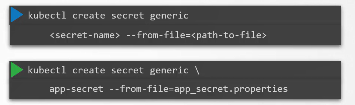 kubectl create secret generic
<secret-name> --from-file=<path-to-file>
kubectl create secret generic \
app-secret --from-file=app_secret.properties